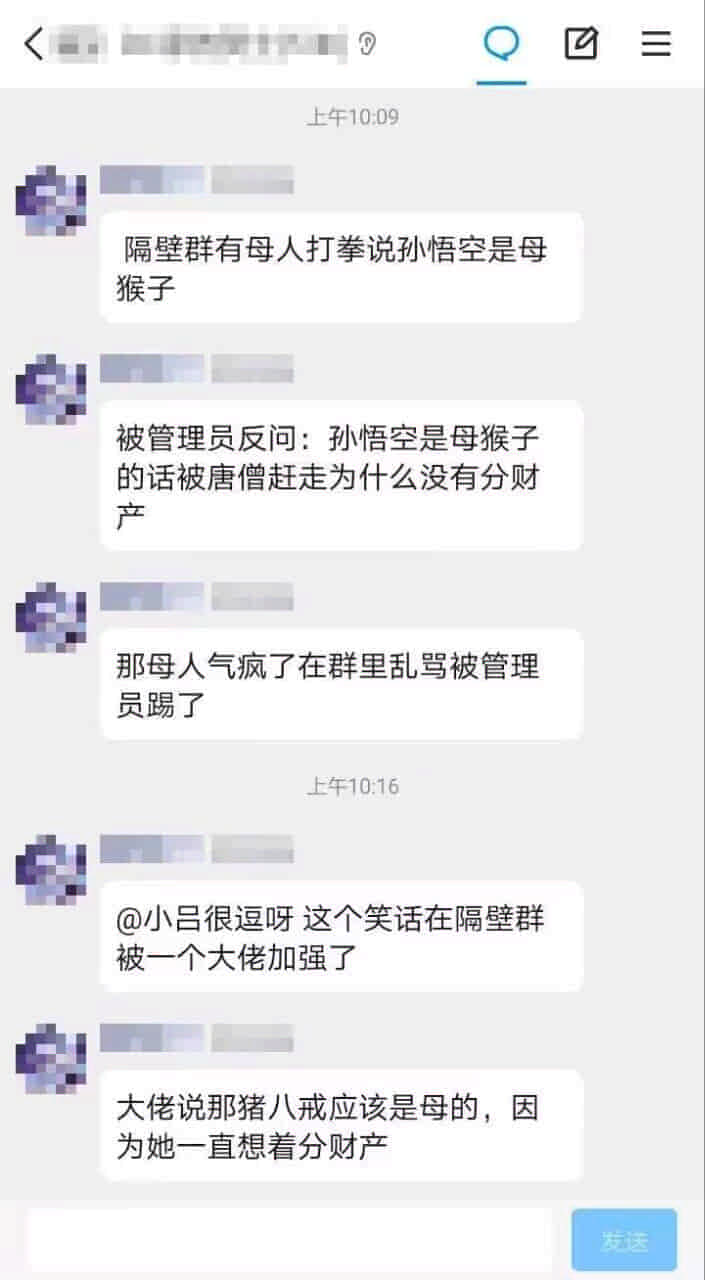 上午10:09
隔壁群有母人打拳说孙悟空是母
猴子
被管理员反问：孙悟空是母猴子
的话被唐僧赶走为什么没有分财
产
那母人气疯了在群里乱骂被管理
员踢了
上午10:16
@小吕很逗呀 这个笑话在隔壁群
被一个大佬加强了
大佬说那猪八戒应该是母的，因
为她一直想着分财产
发送